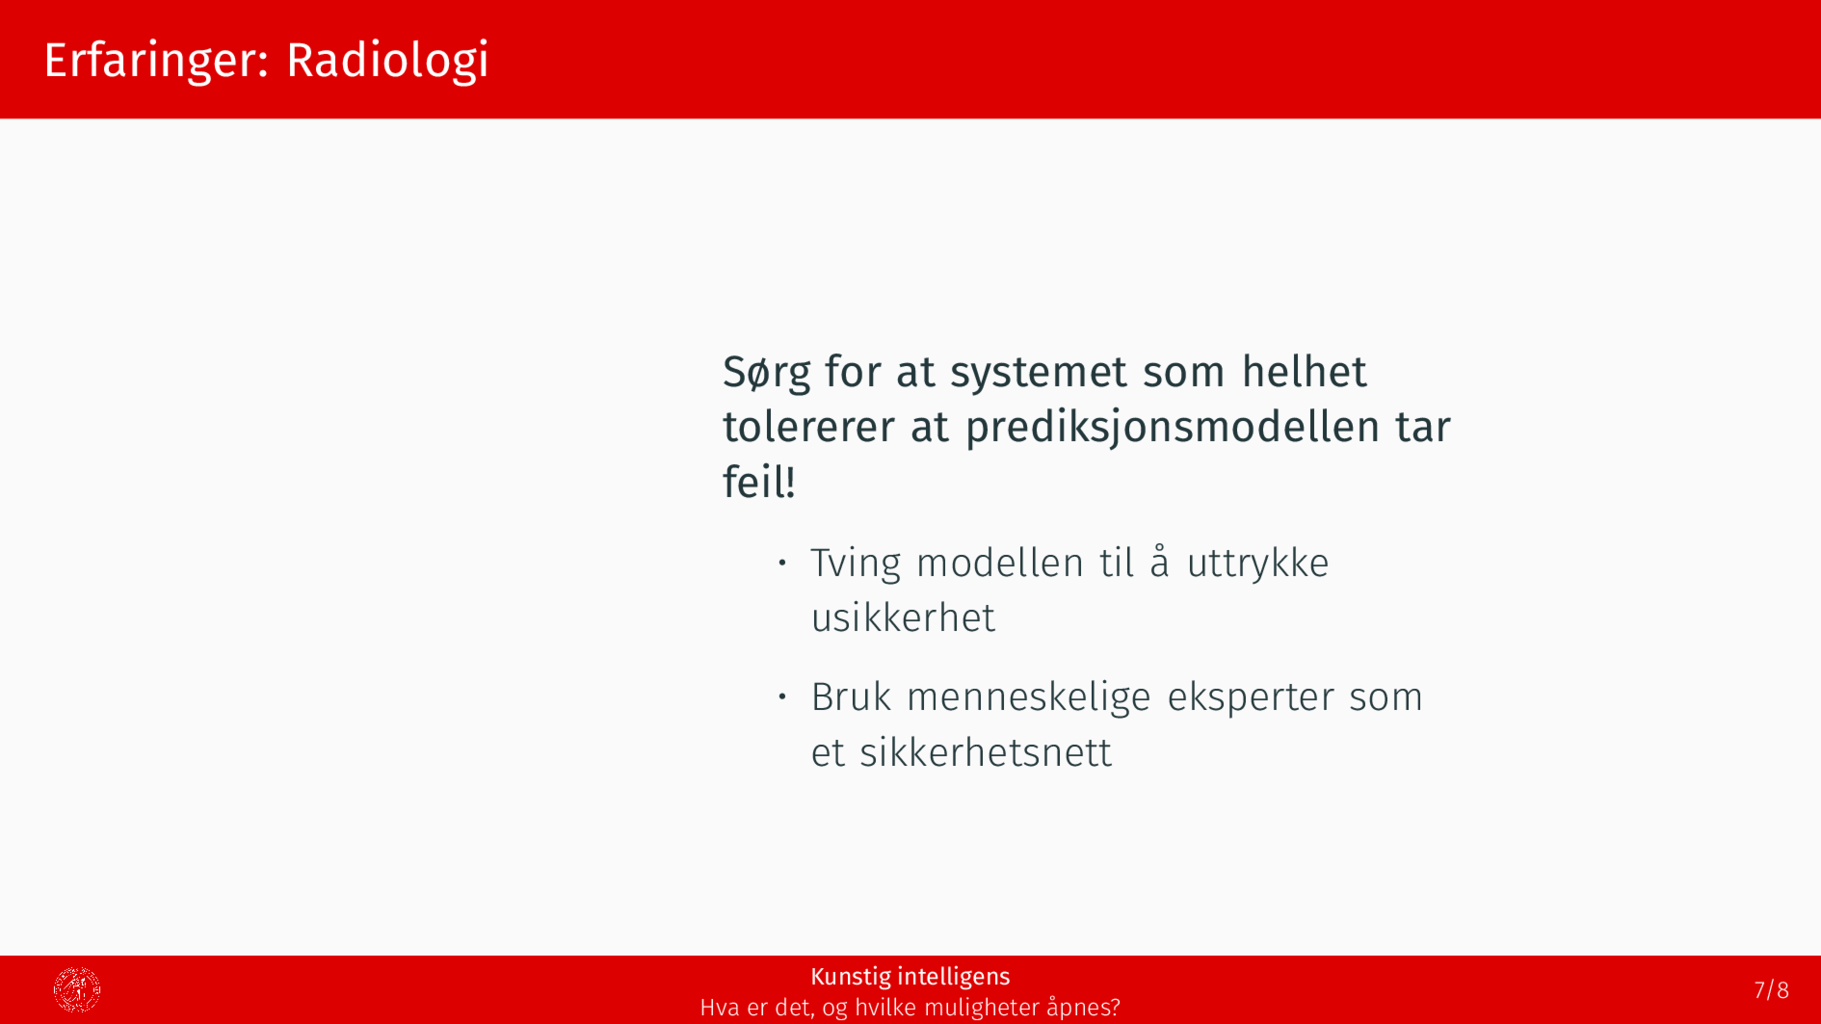 Erfaringer: Radiologi
Sørg for at systemet som helhet
tolererer at prediksjonsmodellen tar
feil!
• Tving modellen til å uttrykke
usikkerhet
• Bruk menneskelige eksperter som
et sikkerhetsnett
Kunstig intelligens
Hva er det, og hvilke muligheter åpnes?
7/8